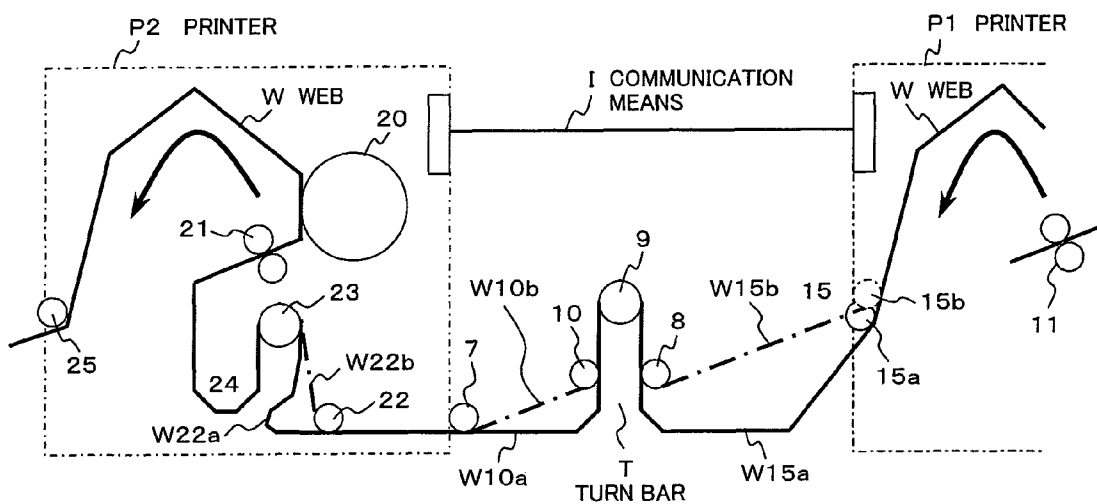 P2 PRINTER
P1 PRINTER
W WEB
20
I COMMUNICATION
MEANS
W WEB
21
9
23
W10b
W15b
15
15b
11
25
7
10
8
15a
24
W22b
22
W22a
W10a
T
TURN BAR
W15a